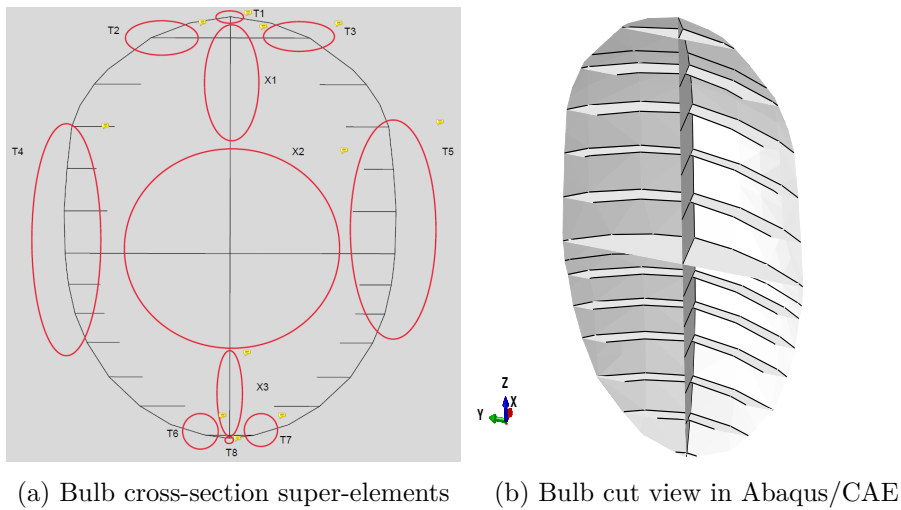 T1
T2
T3
X1
T4
X2
T5
X3
T6
T7
T8
Z
X
Y
(a) Bulb cross-section super-elements
(b) Bulb cut view in Abaqus/CAE